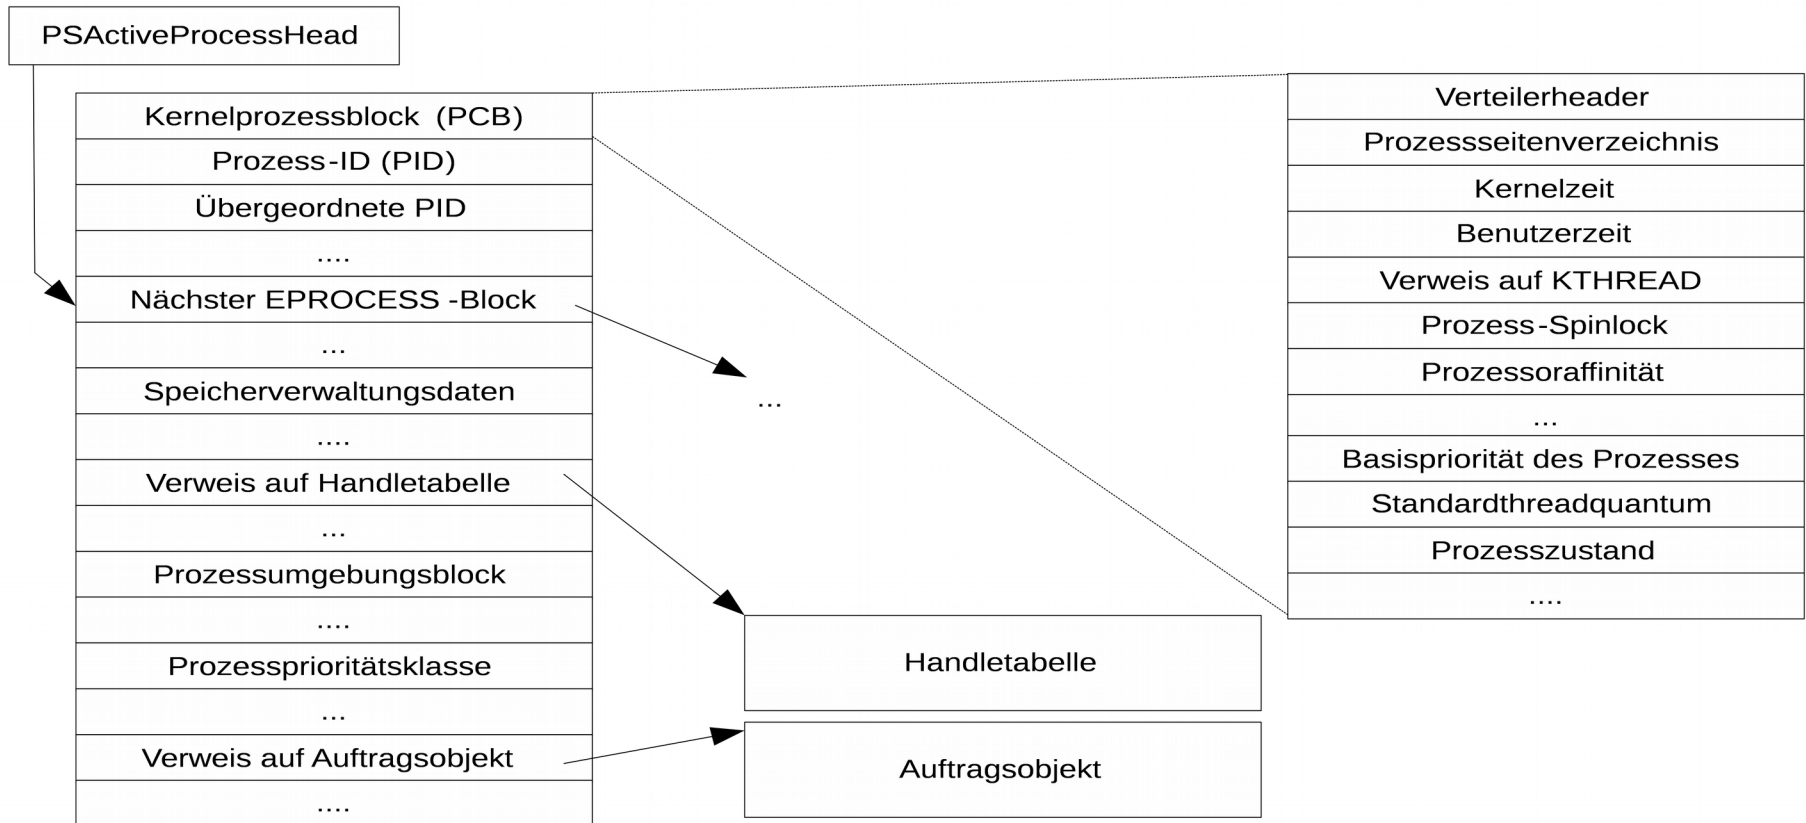 PSActiveProcessHead
Kernelprozessblock (PCB)
Prozess-ID (PID)
Übergeordnete PID
....
Nächster EPROCESS -Block
...
Speicherverwaltungsdaten
....
Verweis auf Handletabelle
...
Prozessumgebungsblock
....
Prozessprioritätsklasse
...
Verweis auf Auftragsobjekt
....
...
Handletabelle
Auftragsobjekt
Verteilerheader
Prozessseitenverzeichnis
Kernelzeit
Benutzerzeit
Verweis auf KTHREAD
Prozess-Spinlock
Prozessoraffinität
...
Basispriorität des Prozesses
Standardthreadquantum
Prozesszustand
....